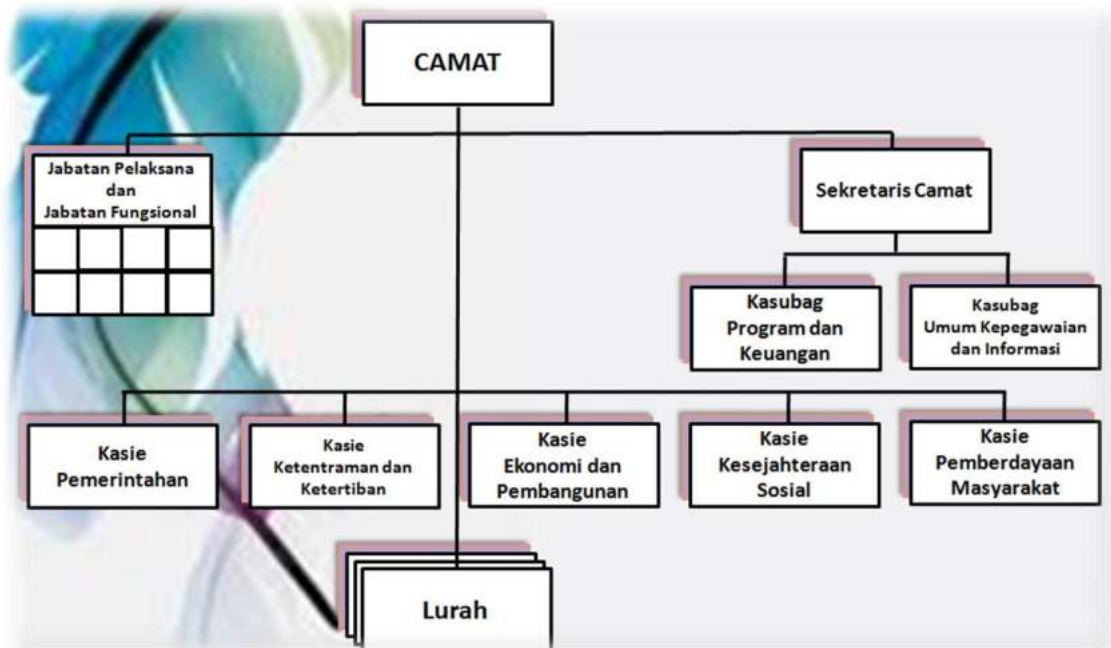 CAMAT
Jabatan Pelaksana
dan
Jabatan Fungsional
Sekretaris Camat
Kasubag
Program dan
Keuangan
Kasubag
Umum Kepegawaian
dan Informasi
Kasie
Pemerintahan
Kasie
Ketentraman dan
Ketertiban
Kasie
Ekonomi dan
Pembangunan
Kasie
Kesejahteraan
Sosial
Kasie
Pemberdayaan
Masyarakat
Lurah